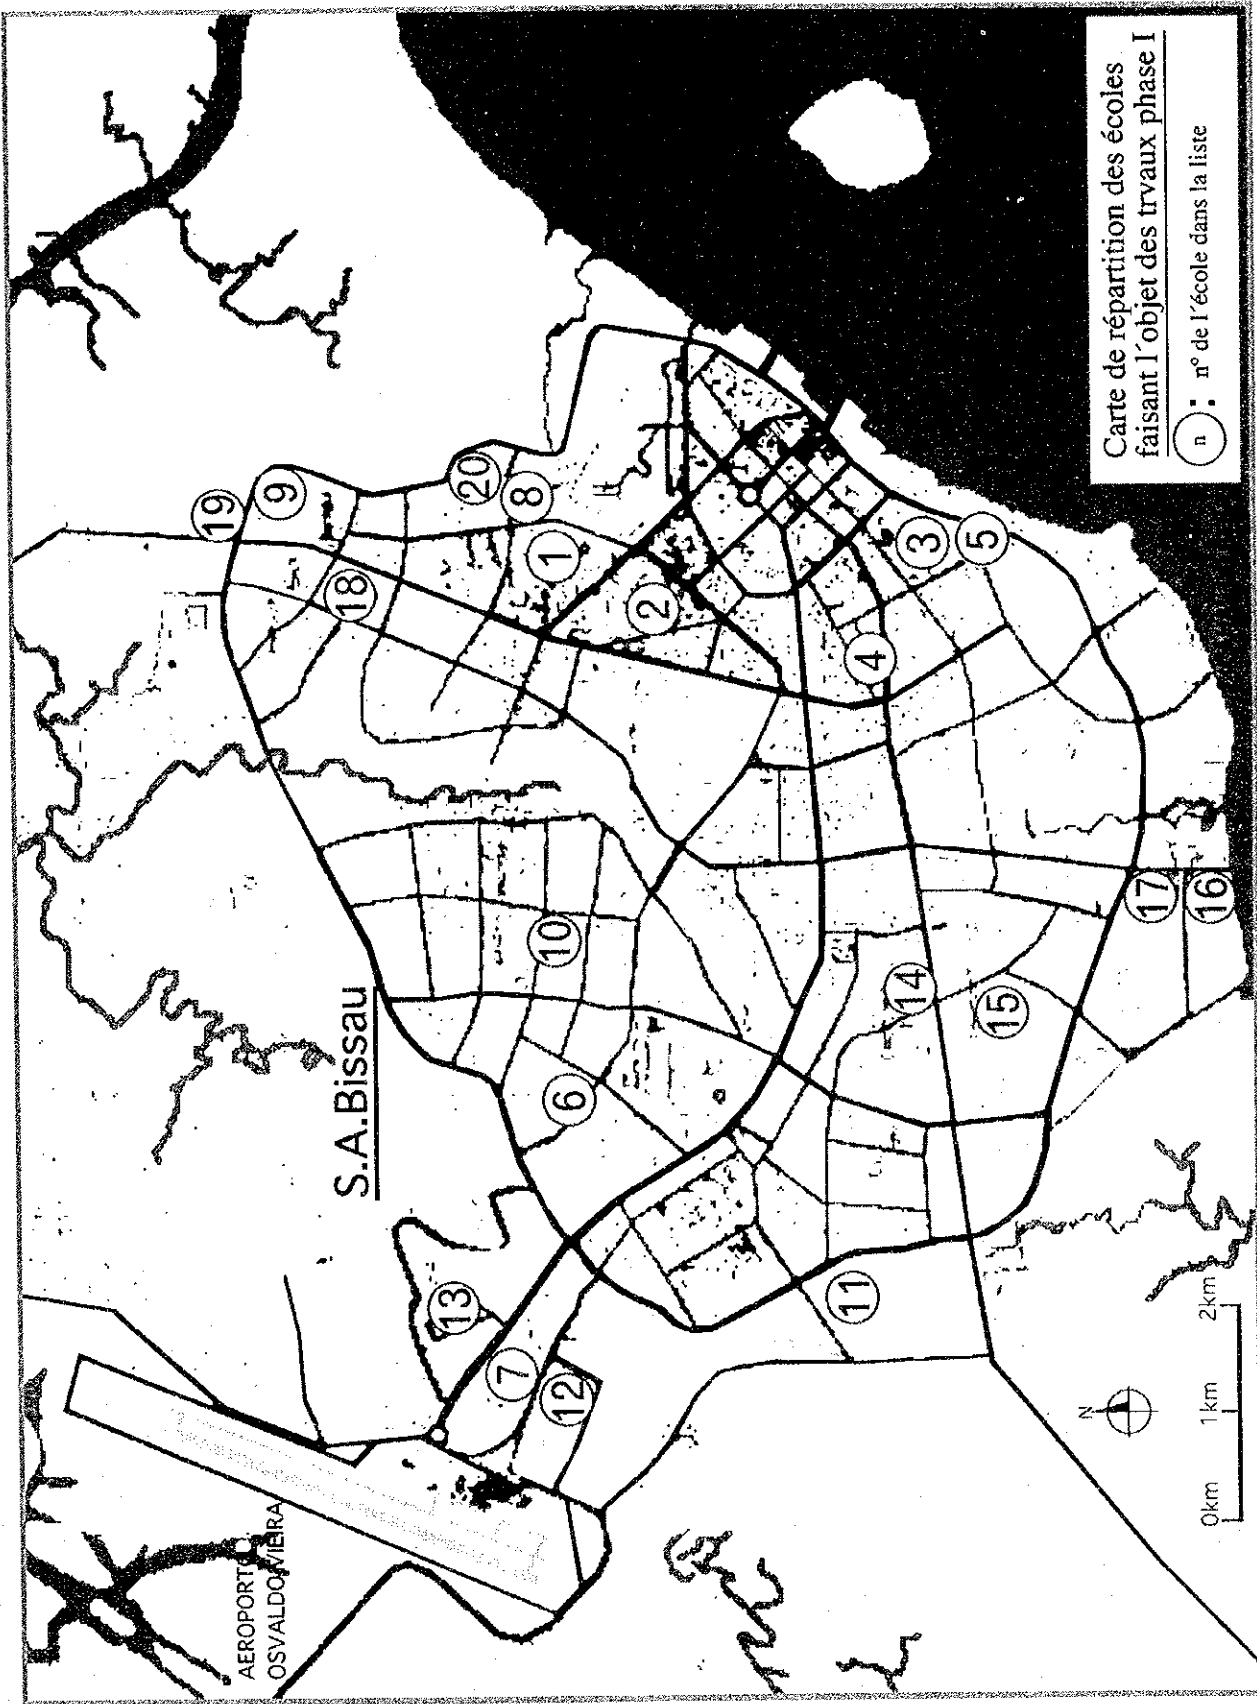 AEROPORTO
OSVALDO VIEIRA
S.A.Bissau
13
7
12
11
6
10
14
15
17
16
18
19
9
20
8
1
2
4
3
5
N
0km 1km 2km
Carte de répartition des écoles
faisant l´objet des trvaux phase I
n : nº de l´école dans la liste